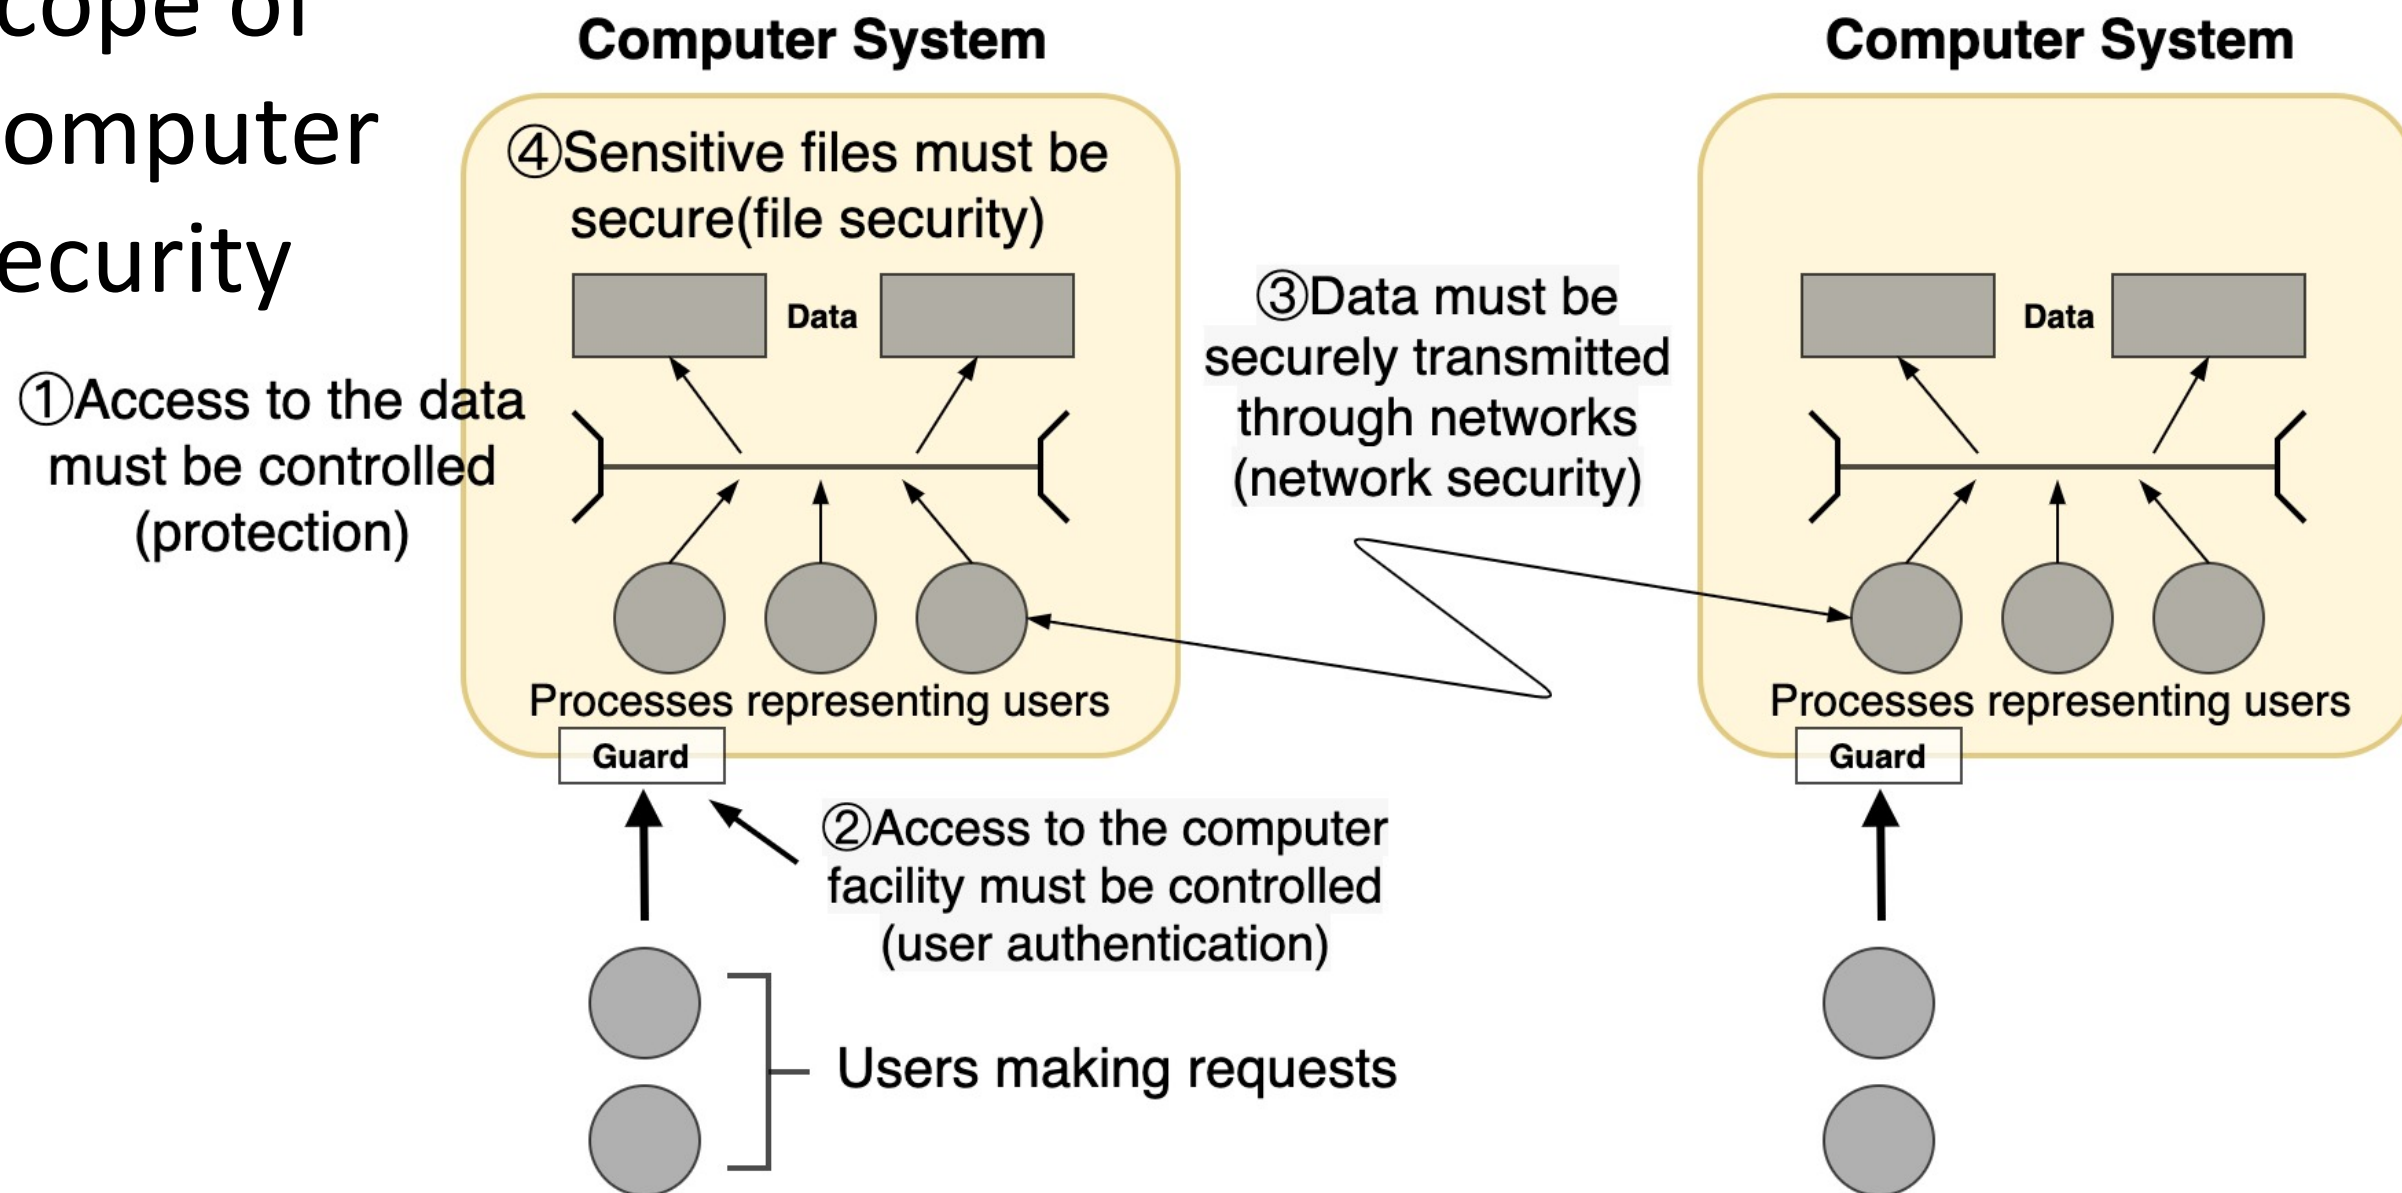 cope of
omputer
ecurity
Computer System
④Sensitive files must be
secure(file security)
Data
①Access to the data
must be controlled
(protection)
Processes representing users
Guard
②Access to the computer
facility must be controlled
(user authentication)
Users making requests
③Data must be
securely transmitted
through networks
(network security)
Computer System
Data
Processes representing users
Guard